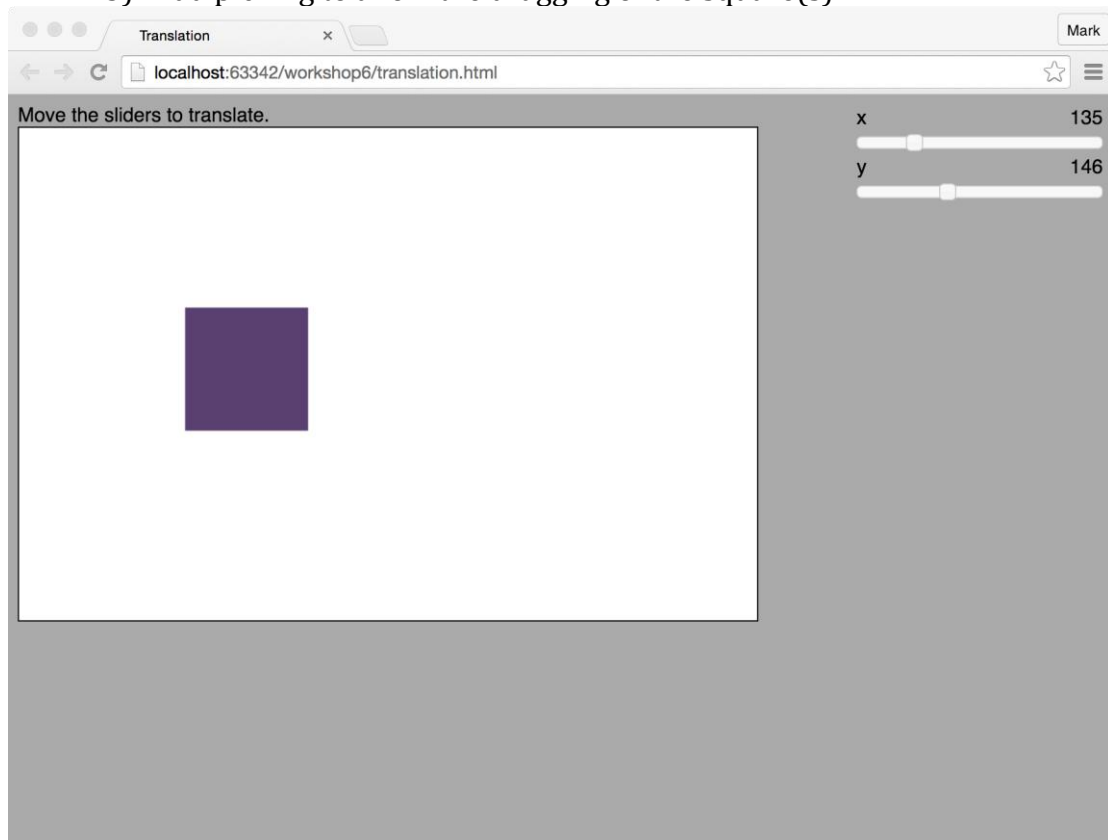 Translation
Mark
localhost:63342/workshop6/translation.html
Move the sliders to translate.
x 135
y 146